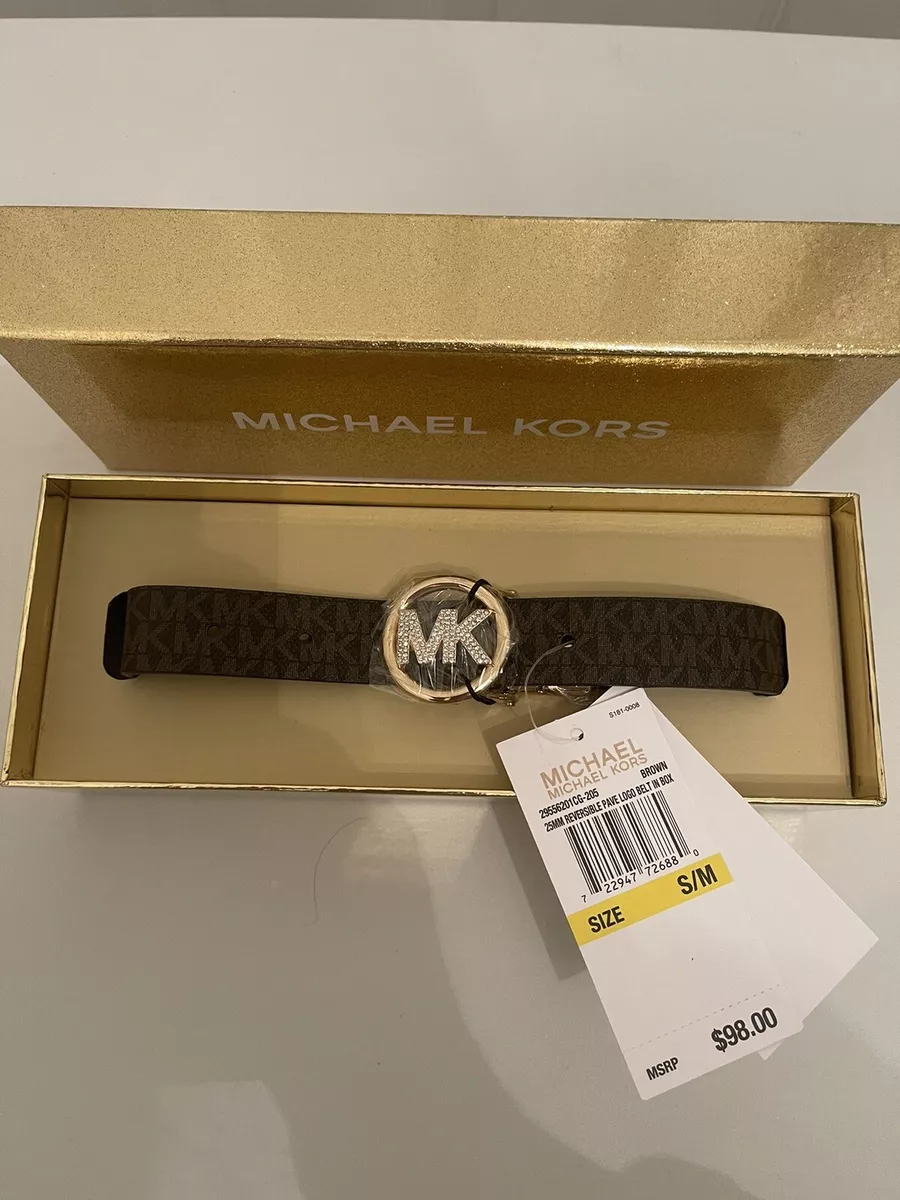 MICHAEL KORS
MK
S181-0008
MICHAEL
MICHAEL KORS
BROWN
29556201CG-205
25MM REVERSIBLE PAVE LOGO BELT IN BOX
7 22947 72688 0
SIZE S/M
MSRP $98.00